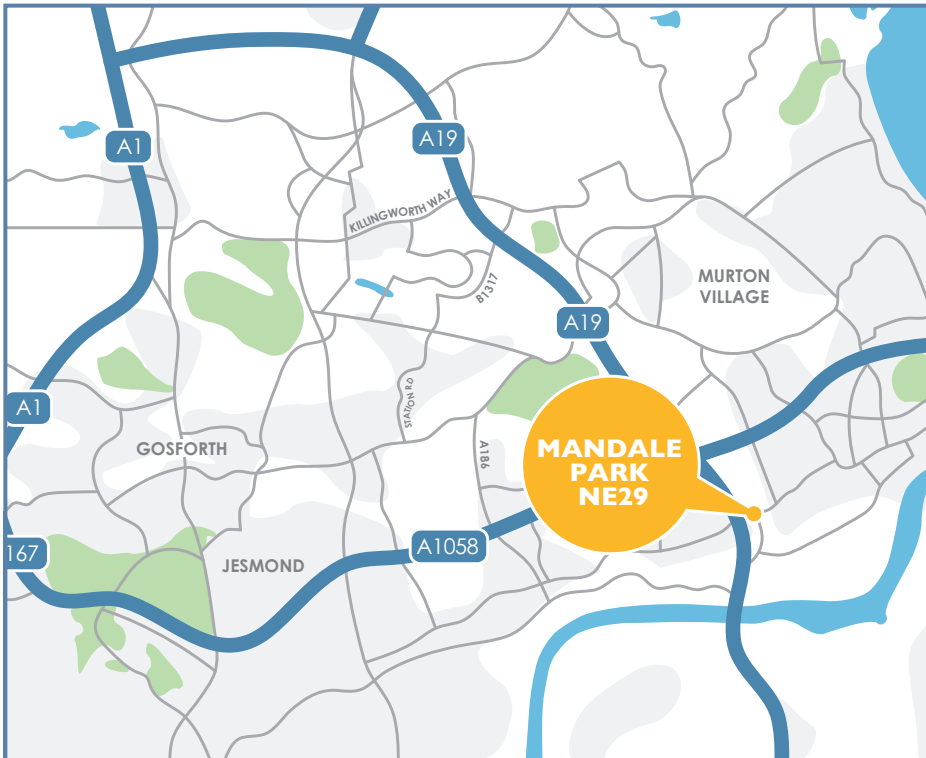 A1
A19
KILLINGWORTH WAY
B1317
MURTON
VILLAGE
A19
A1
STATION RD
GOSFORTH
A186
MANDALE
PARK
NE29
167
JESMOND
A1058